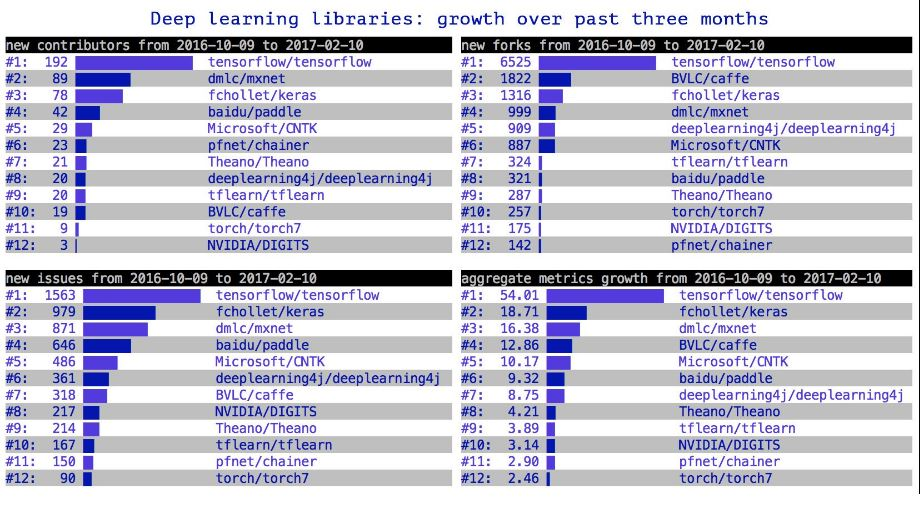 Deep learning libraries: growth over past three months
new contributors from 2016-10-09 to 2017-02-10
#1: 192 tensorflow/tensorflow
#2: 89 dmlc/mxnet
#3: 78 fchollet/keras
#4: 42 baidu/paddle
#5: 29 Microsoft/CNTK
#6: 23 pfnet/chainer
#7: 21 Theano/Theano
#8: 20 deeplearning4j/deeplearning4j
#9: 20 tflearn/tflearn
#10: 19 BVLC/caffe
#11: 9 torch/torch7
#12: 3 NVIDIA/DIGITS
new forks from 2016-10-09 to 2017-02-10
#1: 6525 tensorflow/tensorflow
#2: 1822 BVLC/caffe
#3: 1316 fchollet/keras
#4: 999 dmlc/mxnet
#5: 909 deeplearning4j/deeplearning4j
#6: 887 Microsoft/CNTK
#7: 324 tflearn/tflearn
#8: 321 baidu/paddle
#9: 287 Theano/Theano
#10: 257 torch/torch7
#11: 175 NVIDIA/DIGITS
#12: 142 pfnet/chainer
new issues from 2016-10-09 to 2017-02-10
#1: 1563 tensorflow/tensorflow
#2: 979 fchollet/keras
#3: 871 dmlc/mxnet
#4: 646 baidu/paddle
#5: 486 Microsoft/CNTK
#6: 361 deeplearning4j/deeplearning4j
#7: 318 BVLC/caffe
#8: 217 NVIDIA/DIGITS
#9: 214 Theano/Theano
#10: 167 tflearn/tflearn
#11: 150 pfnet/chainer
#12: 90 torch/torch7
aggregate metrics growth from 2016-10-09 to 2017-02-10
#1: 54.01 tensorflow/tensorflow
#2: 18.71 fchollet/keras
#3: 16.38 dmlc/mxnet
#4: 12.86 BVLC/caffe
#5: 10.17 Microsoft/CNTK
#6: 9.32 baidu/paddle
#7: 8.75 deeplearning4j/deeplearning4j
#8: 4.21 Theano/Theano
#9: 3.89 tflearn/tflearn
#10: 3.14 NVIDIA/DIGITS
#11: 2.90 pfnet/chainer
#12: 2.46 torch/torch7